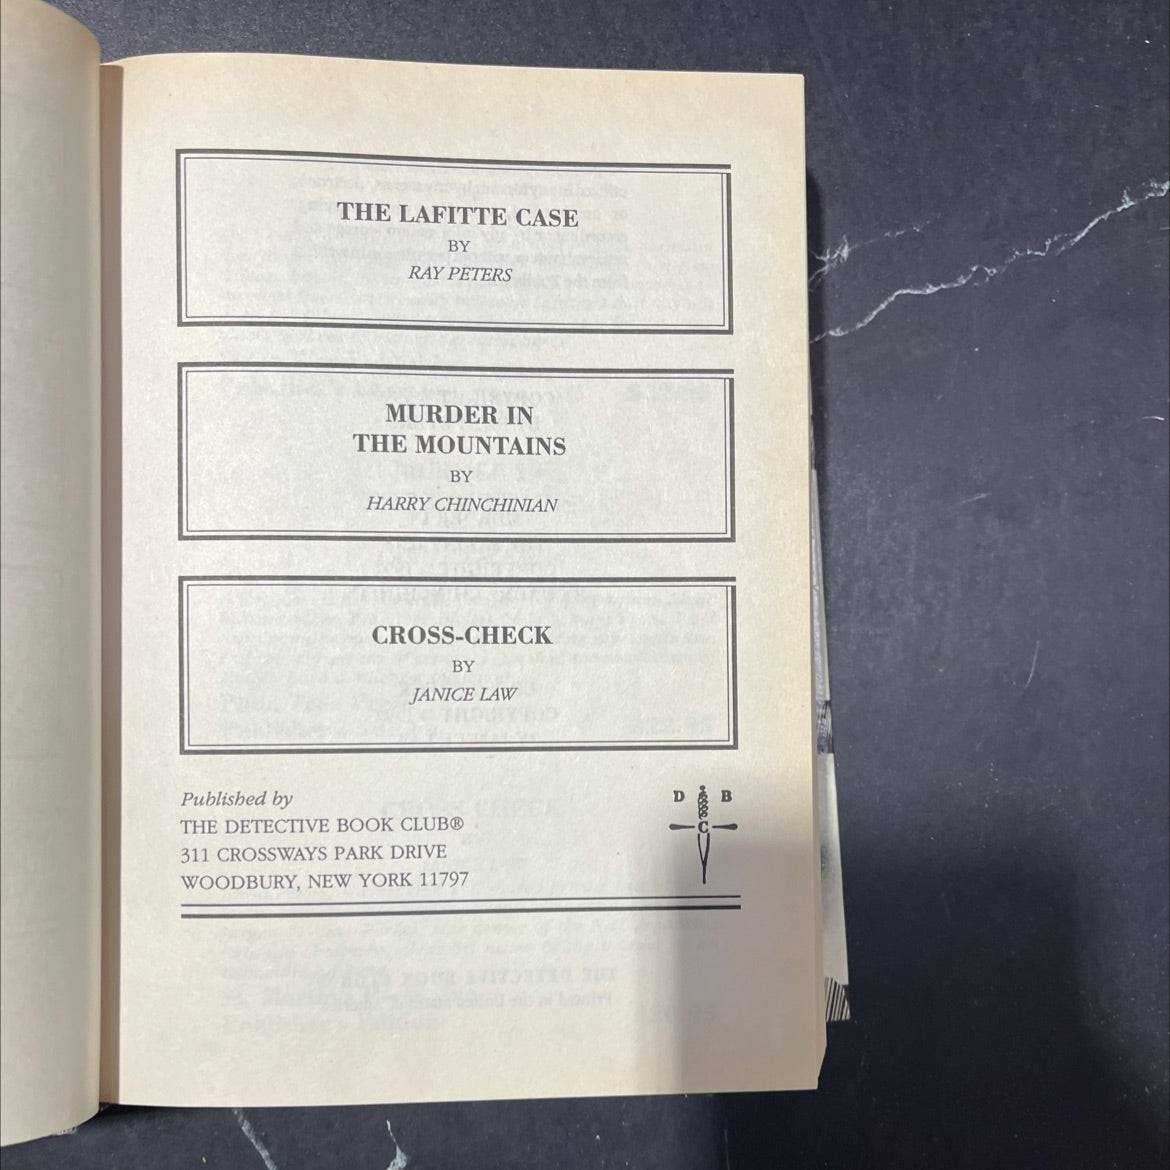 THE LAFITTE CASE
BY
RAY PETERS
MURDER IN
THE MOUNTAINS
BY
HARRY CHINCHINIAN
CROSS-CHECK
BY
JANICE LAW
Published by
THE DETECTIVE BOOK CLUB®
311 CROSSWAYS PARK DRIVE
WOODBURY, NEW YORK 11797
D B
C